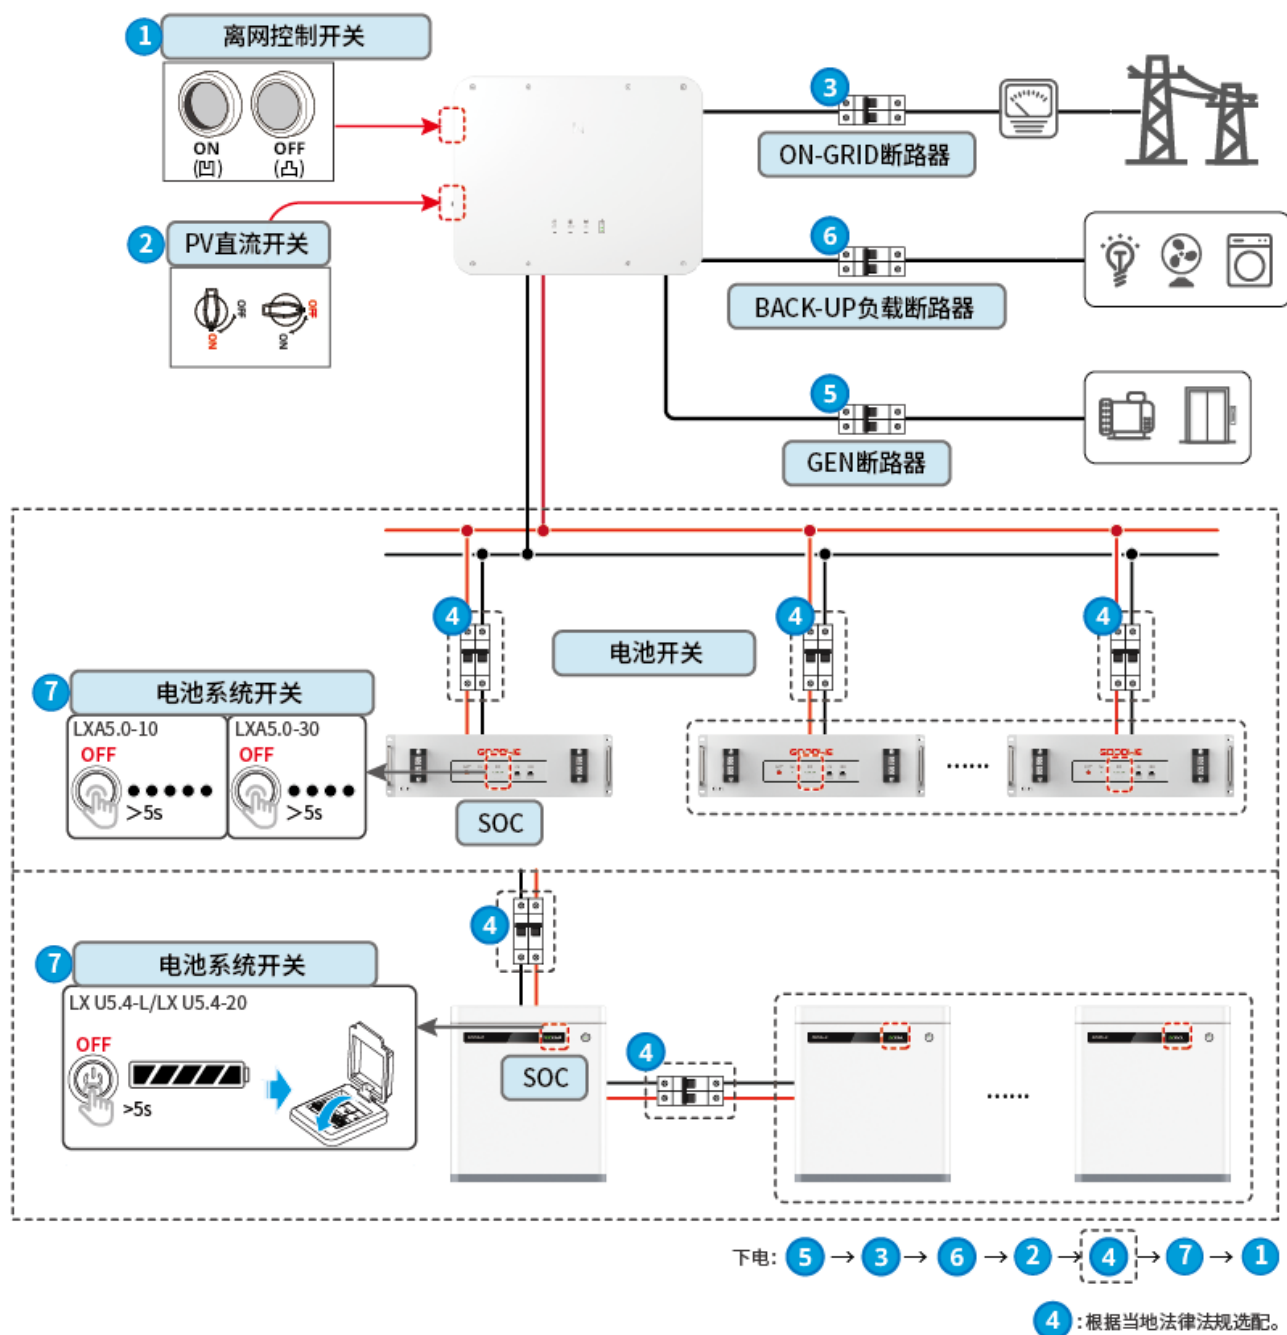 1 离网控制开关
ON (凹)
OFF (凸)
2 PV直流开关
OFF
ON
OFF
ON
3
ON-GRID断路器
6
BACK-UP负载断路器
5
GEN断路器
4
4
4
电池开关
7 电池系统开关
LXA5.0-10
OFF
>5s
LXA5.0-30
OFF
>5s
SOC
......
4
7 电池系统开关
LX U5.4-L/LX U5.4-20
OFF
>5s
SOC
4
......
下电: 5 → 3 → 6 → 2 → 4 → 7 → 1
4 :根据当地法律法规选配。